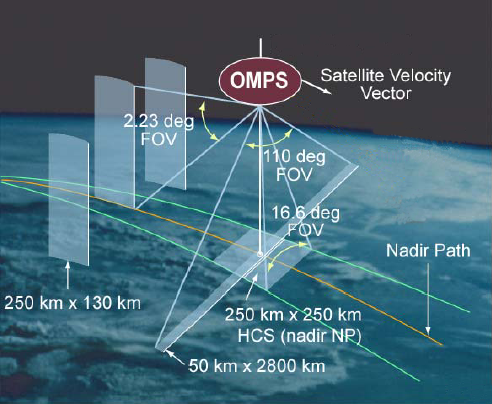 OMPS
Satellite Velocity
Vector
2.23 deg
FOV
110 deg
FOV
16.6 deg
FOV
Nadir Path
250 km x 130 km
250 km x 250 km
HCS (nadir NP)
50 km x 2800 km